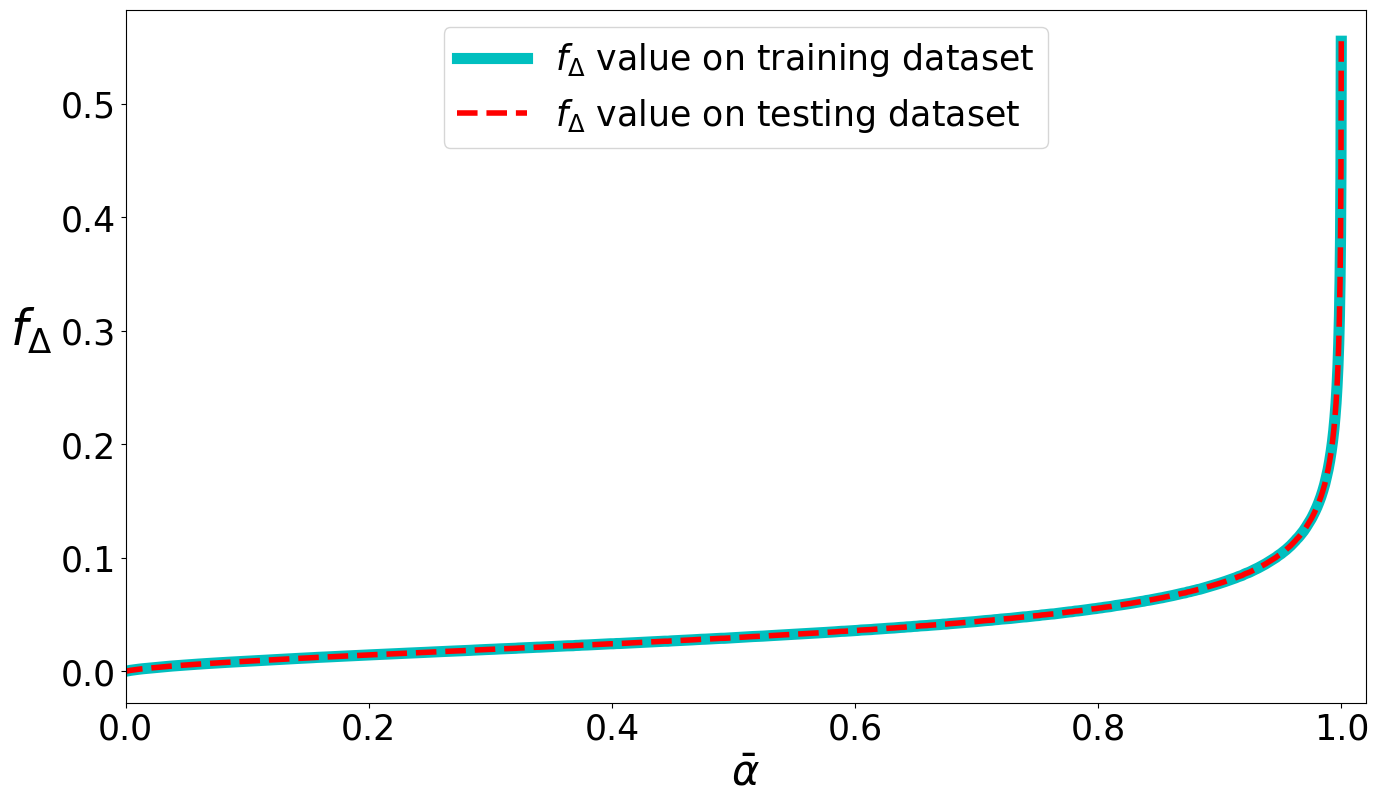 f_Δ value on training dataset
f_Δ value on testing dataset
0.5
0.4
f_Δ 0.3
0.2
0.1
0.0
0.0 0.2 0.4 0.6 0.8 1.0
ᾱ